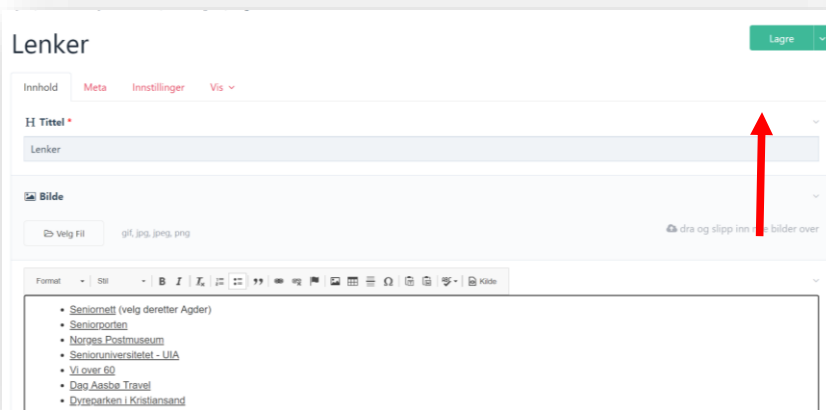 Lenker
Lagre
Innhold Meta Innstillinger Vis
H Tittel *
Lenker
Bilde
Velg Fil gif, jpg, jpeg, png dra og slipp inn bilder over
Format Stil B I Ix Ω Kilde
Seniornett (velg deretter Agder)
Seniorporten
Norges Postmuseum
Senioruniversitetet - UIA
Vi over 60
Dag Aasbø Travel
Dyreparken i Kristiansand